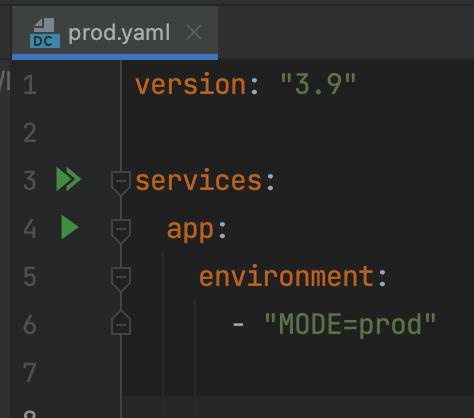 prod.yaml
DC
1 version: "3.9"
2
3 services:
4 app:
5 environment:
6 - "MODE=prod"
7